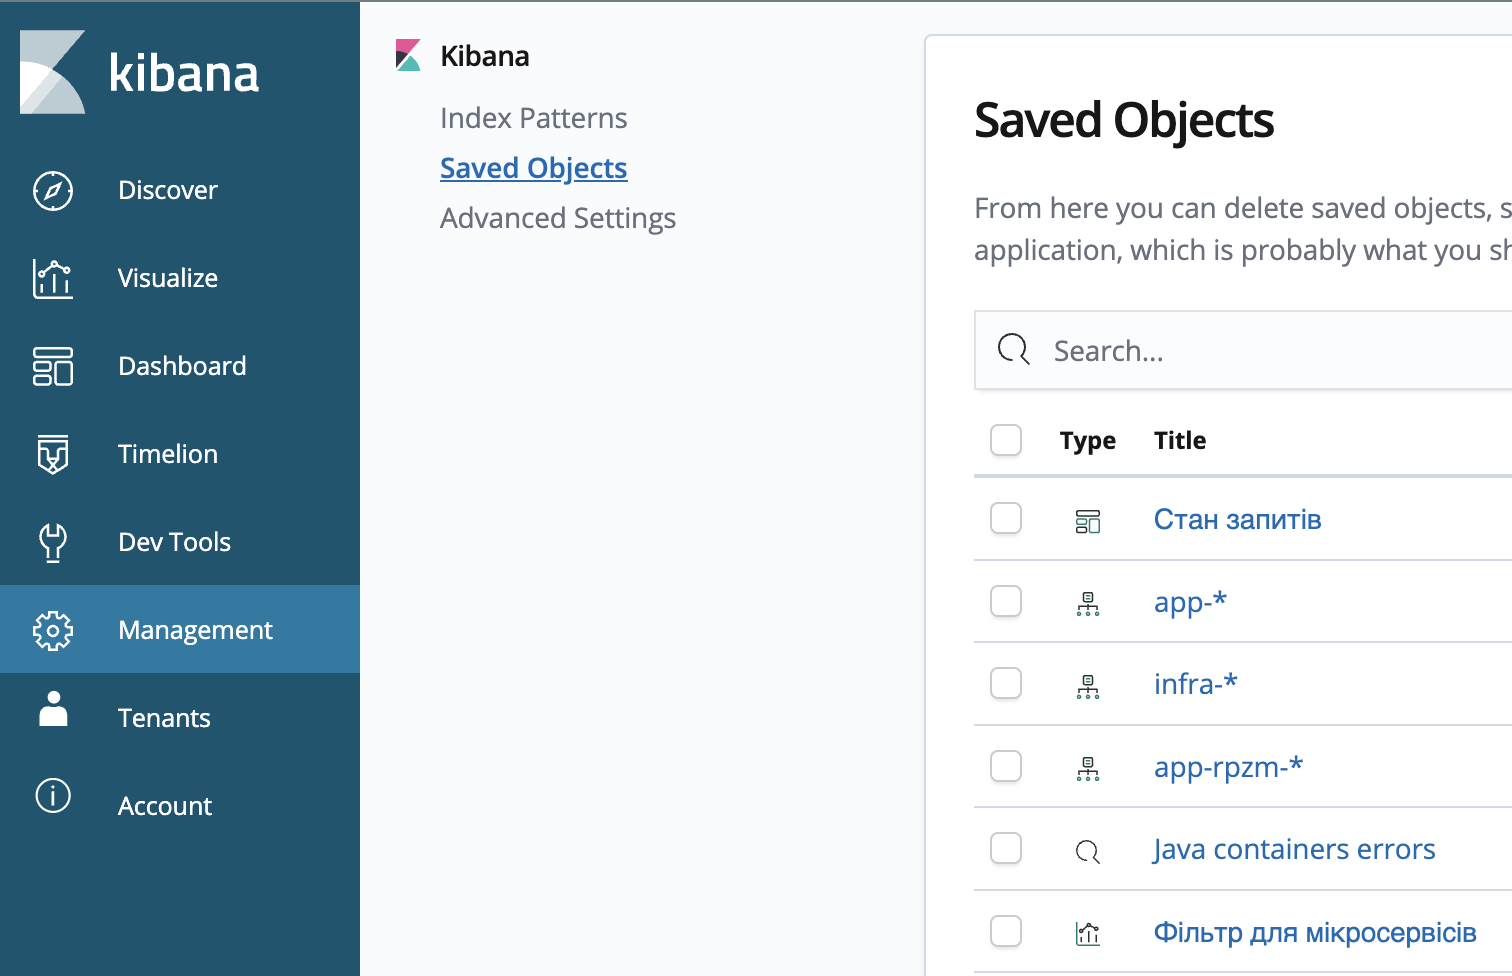 kibana
Discover
Visualize
Dashboard
Timelion
Dev Tools
Management
Tenants
Account
Kibana
Index Patterns
Saved Objects
Advanced Settings
Saved Objects
From here you can delete saved objects, s
application, which is probably what you sh
Search...
Type Title
Стан запитів
app-*
infra-*
app-rpzm-*
Java containers errors
Фільтр для мікросервісів